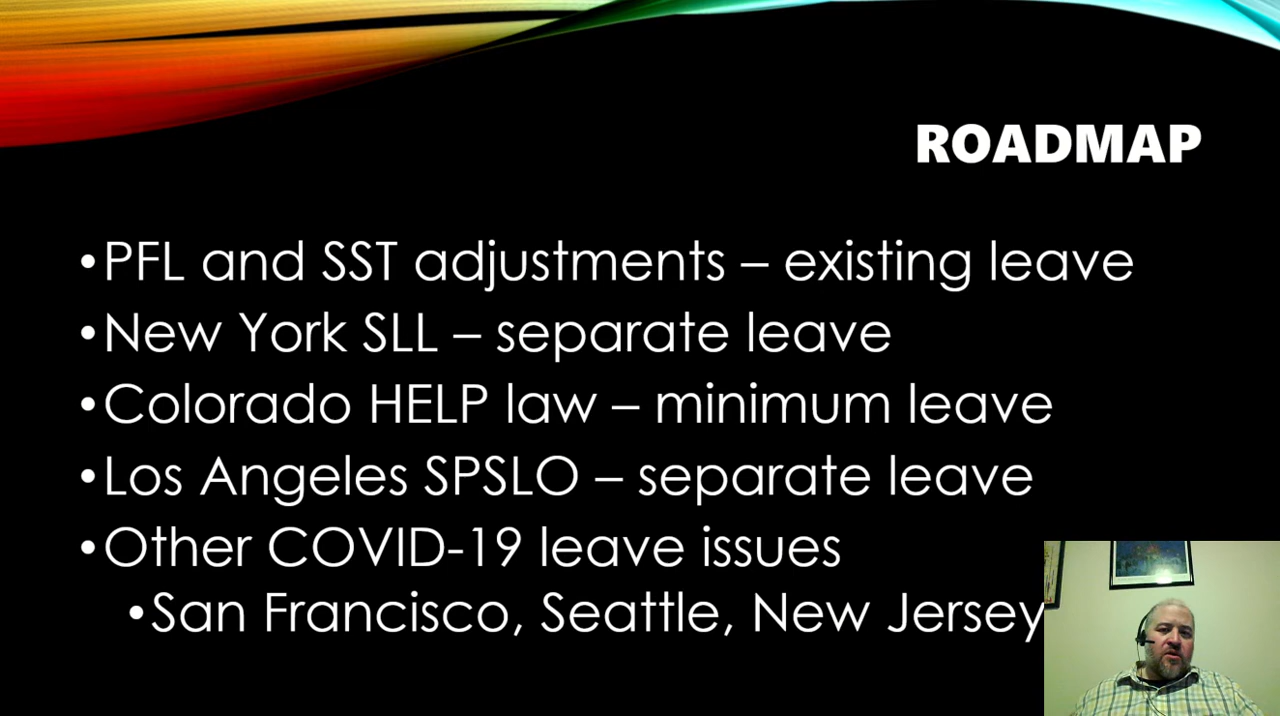 ROADMAP
•PFL and SST adjustments – existing leave
•New York SLL – separate leave
•Colorado HELP law – minimum leave
•Los Angeles SPSLO – separate leave
•Other COVID-19 leave issues
•San Francisco, Seattle, New Jersey